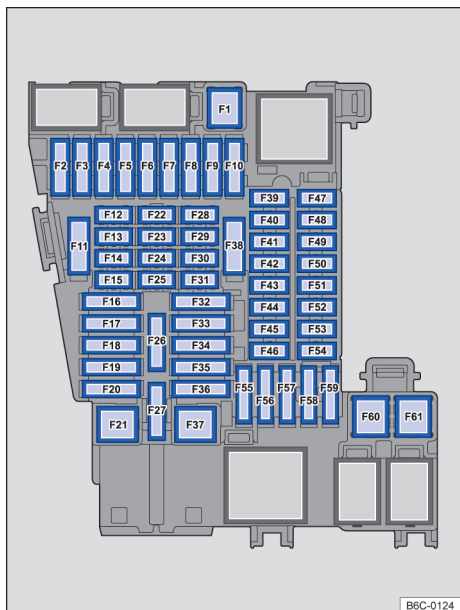 F1
F2 F3 F4 F5 F6 F7 F8 F9 F10
F39 F47
F12 F22 F28 F40 F48
F11 F13 F23 F29 F38 F41 F49
F14 F24 F30 F42 F50
F15 F25 F31 F43 F51
F16 F32 F44 F52
F17 F33 F45 F53
F18 F26 F34 F46 F54
F19 F35
F20 F36 F55 F56 F57 F58 F59
F21 F27 F37 F60 F61
B6C-0124